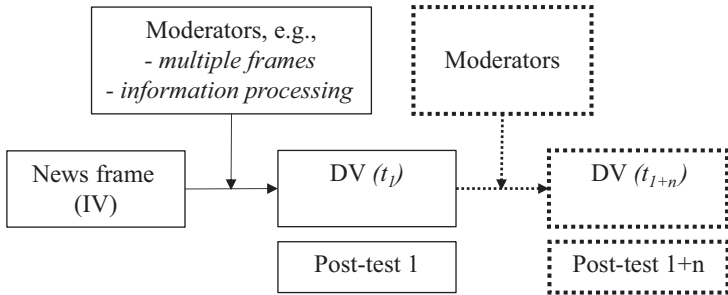 Moderators, e.g.,
- multiple frames
- information processing
Moderators
News frame
(IV)
DV (t1)
DV (t1+n)
Post-test 1
Post-test 1+n